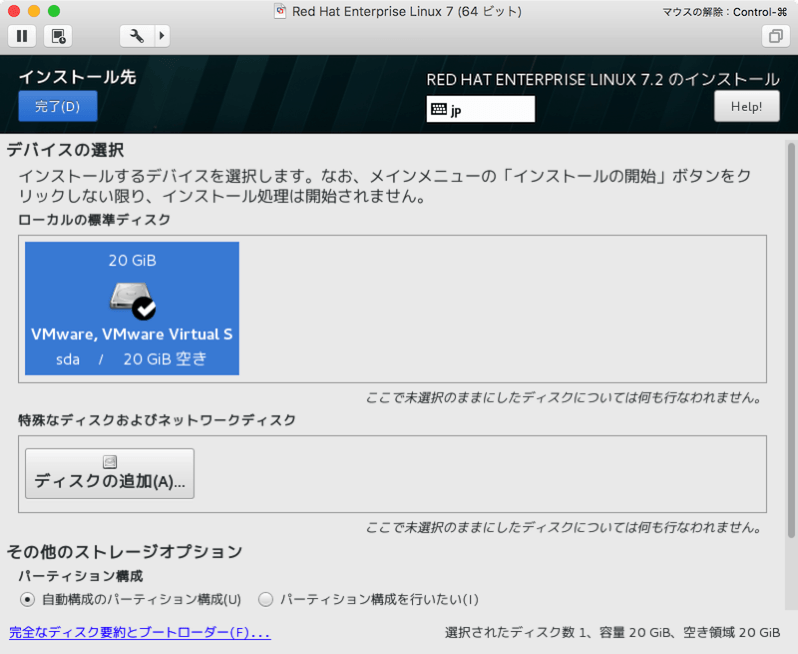 Red Hat Enterprise Linux 7 (64 ビット)
マウスの解除：Control-⌘
インストール先
RED HAT ENTERPRISE LINUX 7.2 のインストール
完了(D)
jp
Help!
デバイスの選択
インストールするデバイスを選択します。なお、メインメニューの「インストールの開始」ボタンをク
リックしない限り、インストール処理は開始されません。
ローカルの標準ディスク
20 GiB
VMware, VMware Virtual S
sda / 20 GiB 空き
ここで未選択のままにしたディスクについては何も行なわれません。
特殊なディスクおよびネットワークディスク
ディスクの追加(A)...
ここで未選択のままにしたディスクについては何も行なわれません。
その他のストレージオプション
パーティション構成
自動構成のパーティション構成(U) パーティション構成を行いたい(I)
完全なディスク要約とブートローダー(F)...
選択されたディスク数 1、容量 20 GiB、空き領域 20 GiB